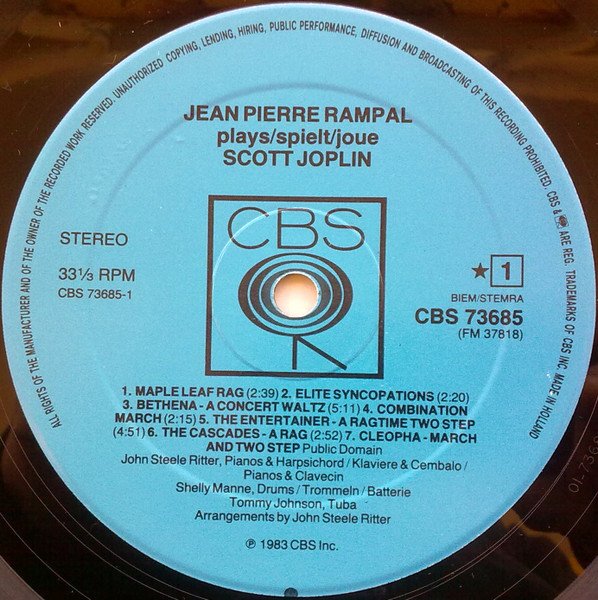 ALL RIGHTS OF THE MANUFACTURER AND OF THE OWNER OF THE RECORDED WORK RESERVED. UNAUTHORIZED COPYING, LENDING, HIRING, PUBLIC PERFORMANCE, DIFFUSION AND BROADCASTING OF THIS RECORDING PROHIBITED. CBS & ARE REG. TRADEMARKS OF CBS INC. MADE IN HOLLAND
JEAN PIERRE RAMPAL
plays/spielt/joue
SCOTT JOPLIN
CBS
STEREO
33⅓ RPM
CBS 73685-1
★ 1
BIEM/STEMRA
CBS 73685
(FM 37818)
1. MAPLE LEAF RAG (2:39) 2. ELITE SYNCOPATIONS (2:20)
3. BETHENA - A CONCERT WALTZ (5:11) 4. COMBINATION
MARCH (2:15) 5. THE ENTERTAINER - A RAGTIME TWO STEP
(4:51) 6. THE CASCADES - A RAG (2:52) 7. CLEOPHA - MARCH
AND TWO STEP Public Domain
John Steele Ritter, Pianos & Harpsichord / Klaviere & Cembalo /
Pianos & Clavecin
Shelly Manne, Drums / Trommeln / Batterie
Tommy Johnson, Tuba
Arrangements by John Steele Ritter
℗ 1983 CBS Inc.